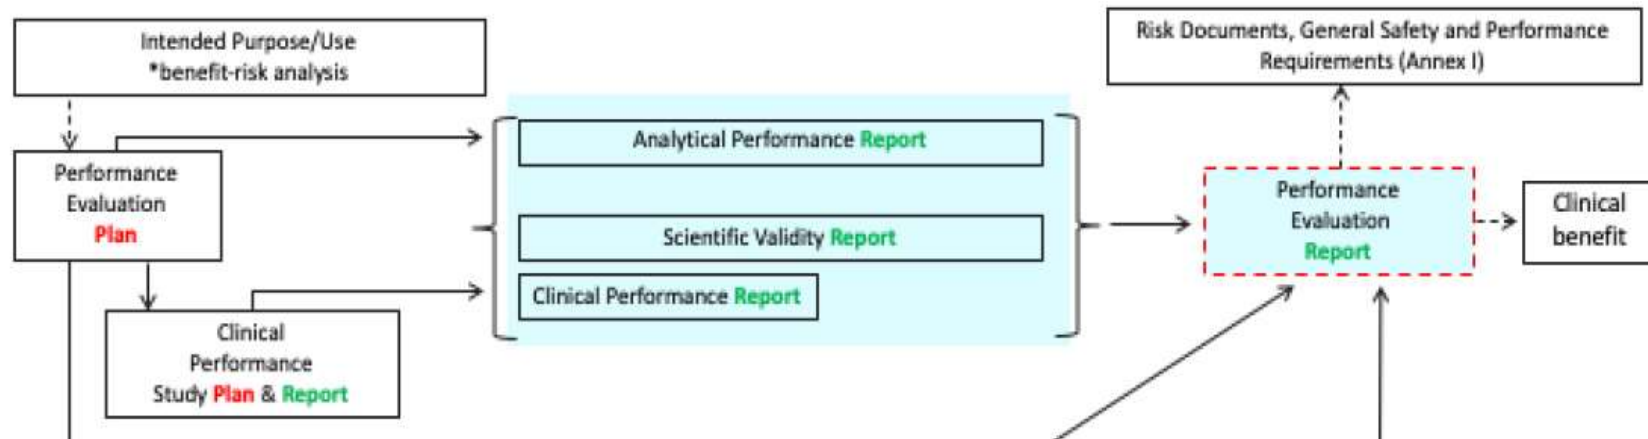 Intended Purpose/Use
*benefit-risk analysis
Risk Documents, General Safety and Performance
Requirements (Annex I)
Performance
Evaluation
Plan
Analytical Performance Report
Scientific Validity Report
Clinical Performance Report
Performance
Evaluation
Report
Clinical
benefit
Clinical
Performance
Study Plan & Report